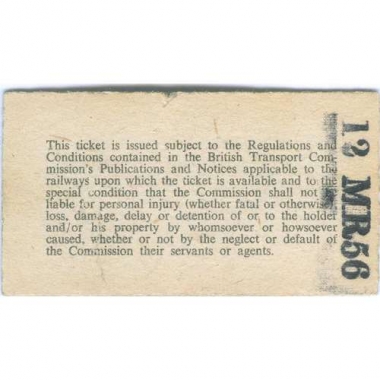 This ticket is issued subject to the Regulations and
Conditions contained in the British Transport Com-
mission's Publications and Notices applicable to the
railways upon which the ticket is available and to the
special condition that the Commission shall not be
liable for personal injury (whether fatal or otherwise)
loss, damage, delay or detention of or to the holder
and/or his property by whomsoever or howsoever
caused, whether or not by the neglect or default of
the Commission their servants or agents.
12 MR56